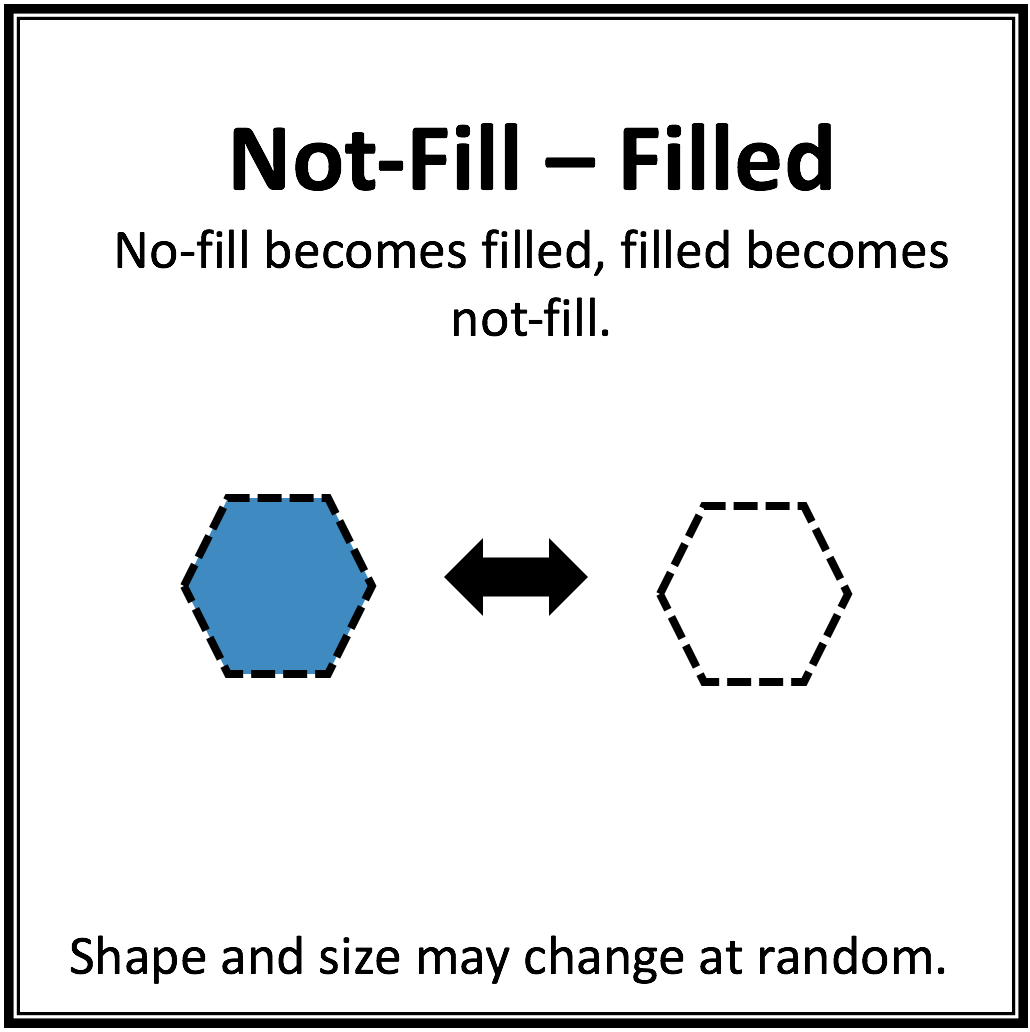 Not-Fill – Filled
No-fill becomes filled, filled becomes
not-fill.
Shape and size may change at random.